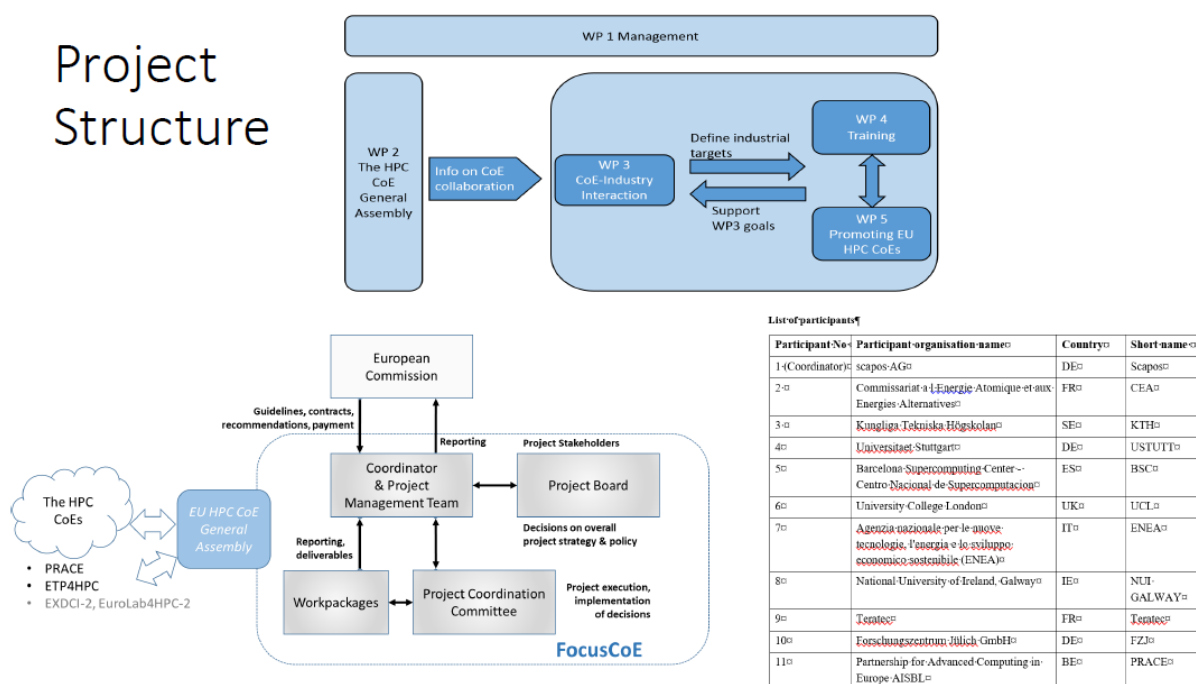 Project
Structure
WP 1 Management
WP 2
The HPC
CoE
General
Assembly
Info on CoE
collaboration
WP 3
CoE-Industry
Interaction
Define industrial
targets
Support
WP3 goals
WP 4
Training
WP 5
Promoting EU
HPC CoEs
European
Commission
Guidelines, contracts,
recommendations, payment
Reporting
Project Stakeholders
Coordinator
& Project
Management Team
Project Board
Decisions on overall
project strategy & policy
The HPC
CoEs
EU HPC CoE
General
Assembly
• PRACE
• ETP4HPC
• EXDCI-2, EuroLab4HPC-2
Reporting,
deliverables
Workpackages
Project Coordination
Committee
Project execution,
implementation
of decisions
FocusCoE
List·of·participants¶
Participant·No¤ Participant·organisation·name¤ Country¤ Short·name¤
1·(Coordinator)¤ scapos·AG¤ DE¤ Scapos¤
2·¤ Commissariat·a·l'Energie·Atomique·et·aux· FR¤ CEA¤
Energies·Alternatives¤
3·¤ Kungliga·Tekniska·Högskolan¤ SE¤ KTH¤
4¤ Universitaet·Stuttgart¤ DE¤ USTUTT¤
5¤ Barcelona·Supercomputing·Center·-· ES¤ BSC¤
Centro·Nacional·de·Supercomputacion¤
6¤ University·College·London¤ UK¤ UCL¤
7¤ Agenzia·nazionale·per·le·nuove· IT¤ ENEA¤
tecnologie,·l'energia·e·lo·sviluppo·
economico·sostenibile·(ENEA)¤
8¤ National·University·of·Ireland,·Galway¤ IE¤ NUI·
GALWAY¤
9¤ Teratec¤ FR¤ Teratec¤
10¤ Forschungszentrum·Jülich·GmbH¤ DE¤ FZJ¤
11¤ Partnership·for·Advanced·Computing·in· BE¤ PRACE¤
Europe·AISBL¤